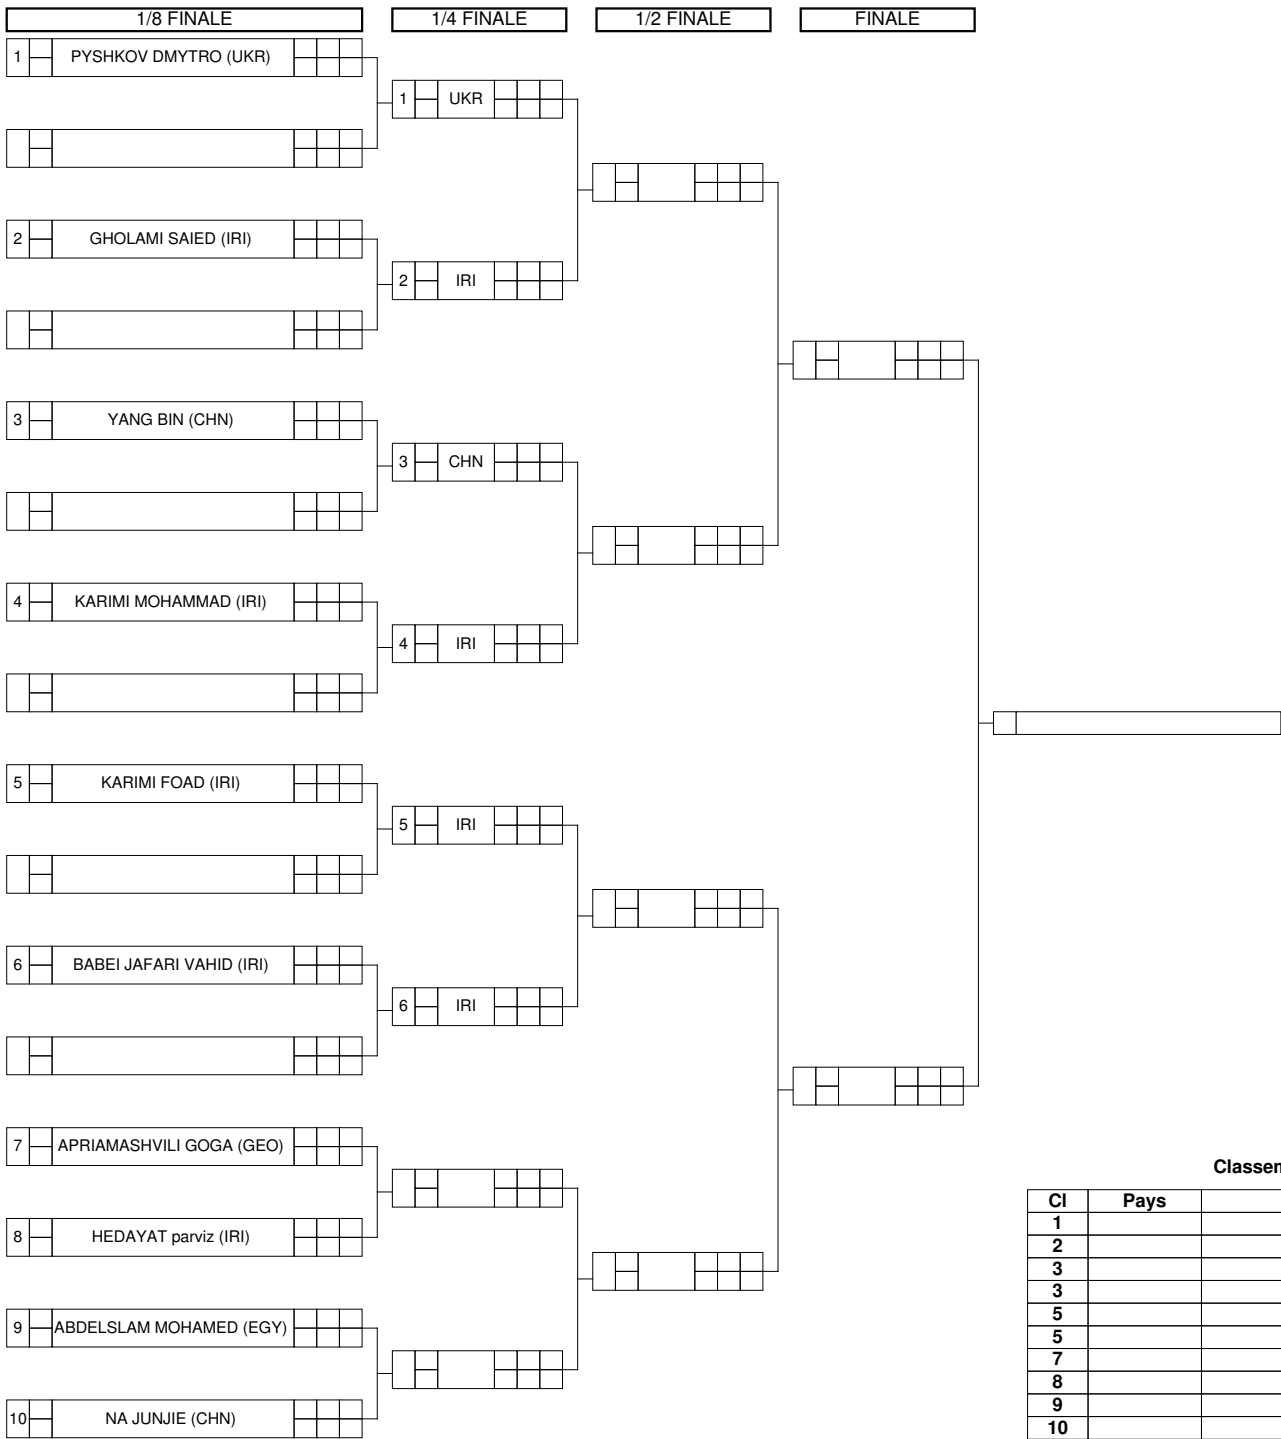 1/8 FINALE 1/4 FINALE 1/2 FINALE FINALE
1 PYSHKOV DMYTRO (UKR)
1 UKR
2 GHOLAMI SAIED (IRI)
2 IRI
3 YANG BIN (CHN)
3 CHN
4 KARIMI MOHAMMAD (IRI)
4 IRI
5 KARIMI FOAD (IRI)
5 IRI
6 BABEI JAFARI VAHID (IRI)
6 IRI
7 APRIAMASHVILI GOGA (GEO)
8 HEDAYAT parviz (IRI)
9 ABDELSLAM MOHAMED (EGY)
10 NA JUNJIE (CHN)
Cl Pays
1
2
3
3
5
5
7
8
9
10